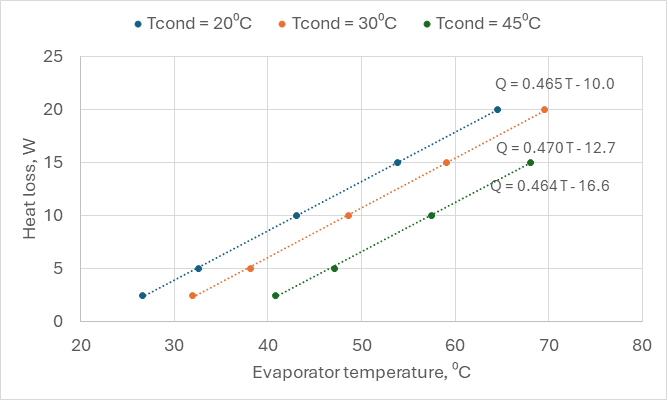 Tcond = 20⁰C Tcond = 30⁰C Tcond = 45⁰C
25
Q = 0.465 T - 10.0
20
Q = 0.470 T - 12.7
15
Q = 0.464 T - 16.6
10
5
0
Heat loss, W
20 30 40 50 60 70 80
Evaporator temperature, ⁰C